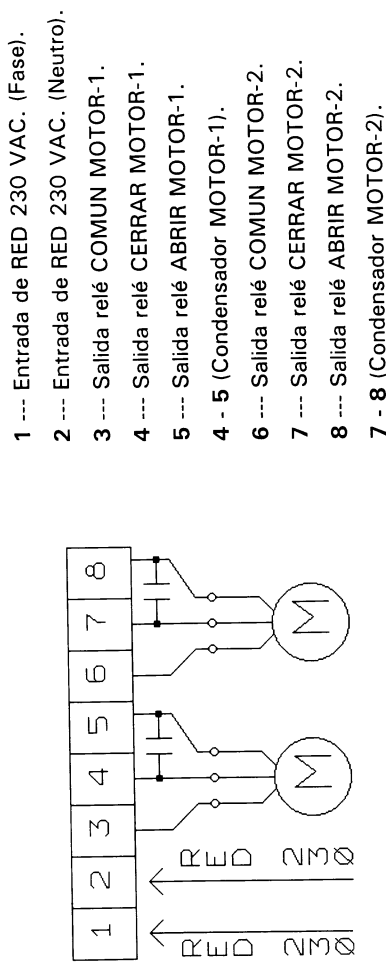 1 --- Entrada de RED 230 VAC. (Fase).
2 --- Entrada de RED 230 VAC. (Neutro).
3 --- Salida relé COMUN MOTOR-1.
4 --- Salida relé CERRAR MOTOR-1.
5 --- Salida relé ABRIR MOTOR-1.
4 - 5 (Condensador MOTOR-1).
6 --- Salida relé COMUN MOTOR-2.
7 --- Salida relé CERRAR MOTOR-2.
8 --- Salida relé ABRIR MOTOR-2.
7 - 8 (Condensador MOTOR-2).
1 2 3 4 5 6 7 8
RED 230
RED 230
M
M